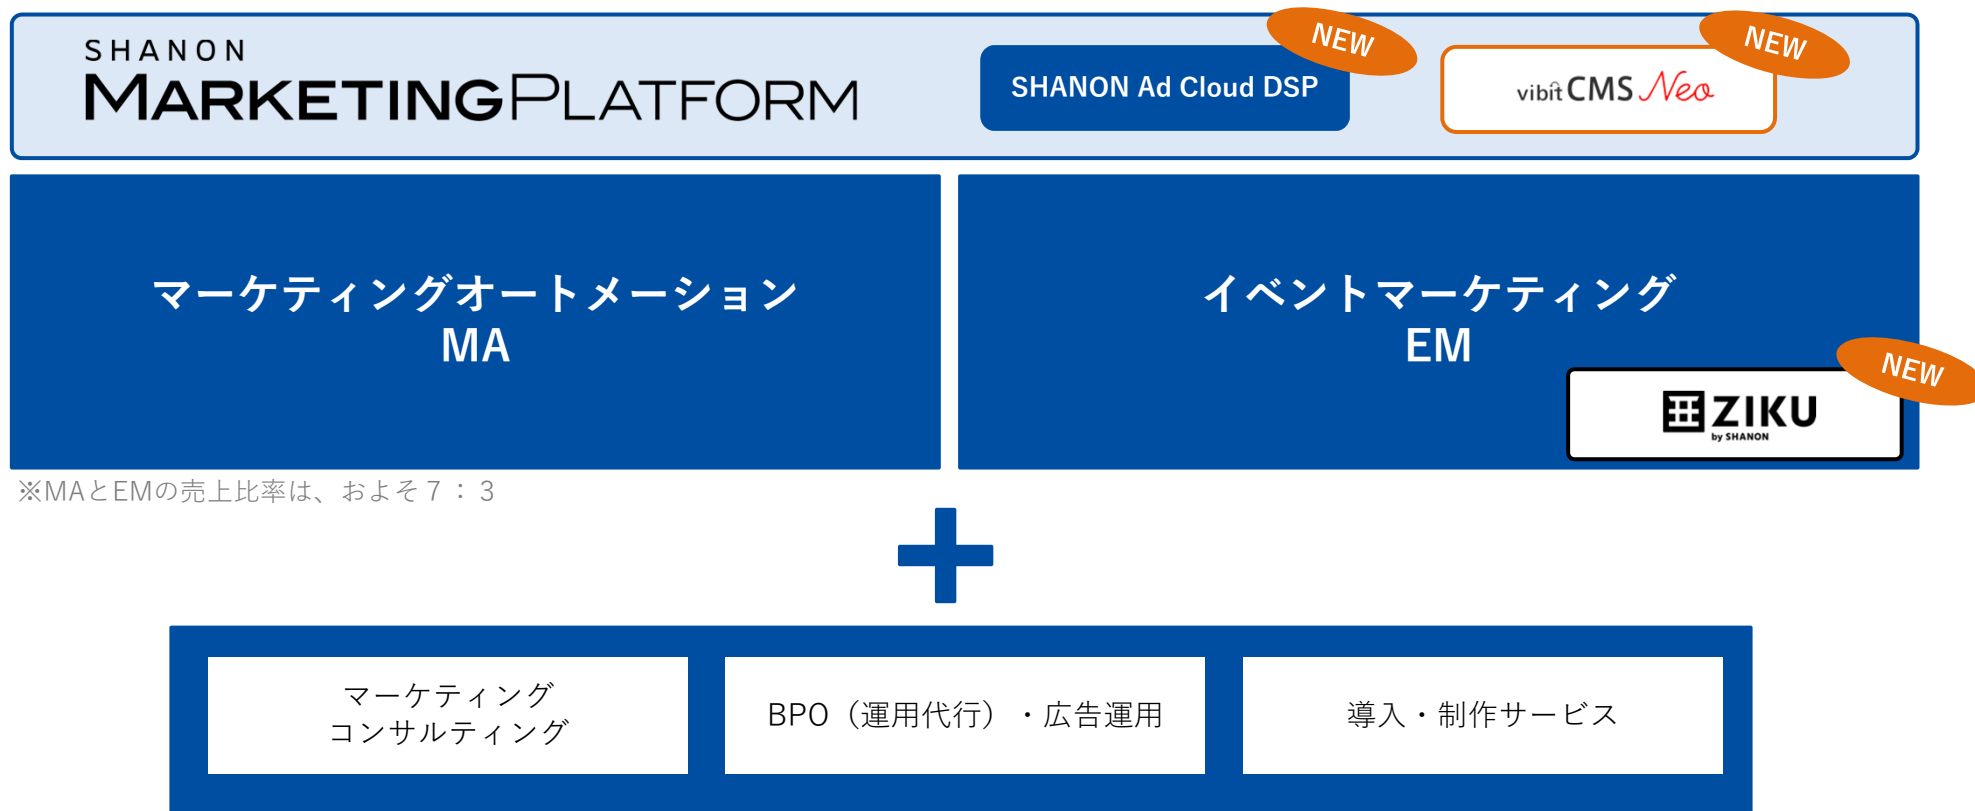 SHANON
MARKETINGPLATFORM
SHANON Ad Cloud DSP
NEW
vibit CMS Neo
NEW
マーケティングオートメーション
MA
イベントマーケティング
EM
NEW
ZIKU
by SHANON
※MAとEMの売上比率は、およそ７：３
マーケティング
コンサルティング
BPO（運用代行）・広告運用
導入・制作サービス